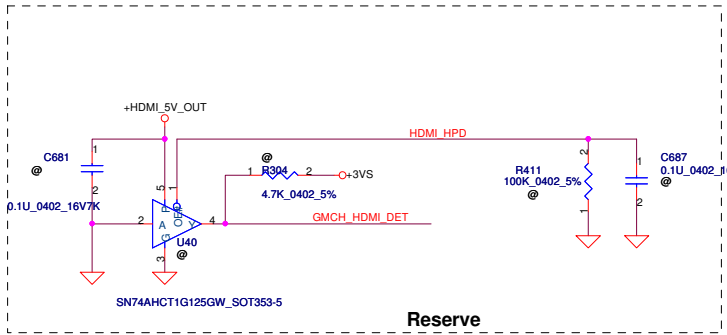 +HDMI_5V_OUT
HDMI_HPD
C681
@
1
2
0.1U_0402_16V7K
5
1
P
OE#
2
A
Y
4
G
3
U40
@
SN74AHCT1G125GW_SOT353-5
@
R304
1
2
+3VS
4.7K_0402_5%
GMCH_HDMI_DET
2
R411
100K_0402_5%
@
1
1
C687
0.1U_0402_1
@
2
Reserve